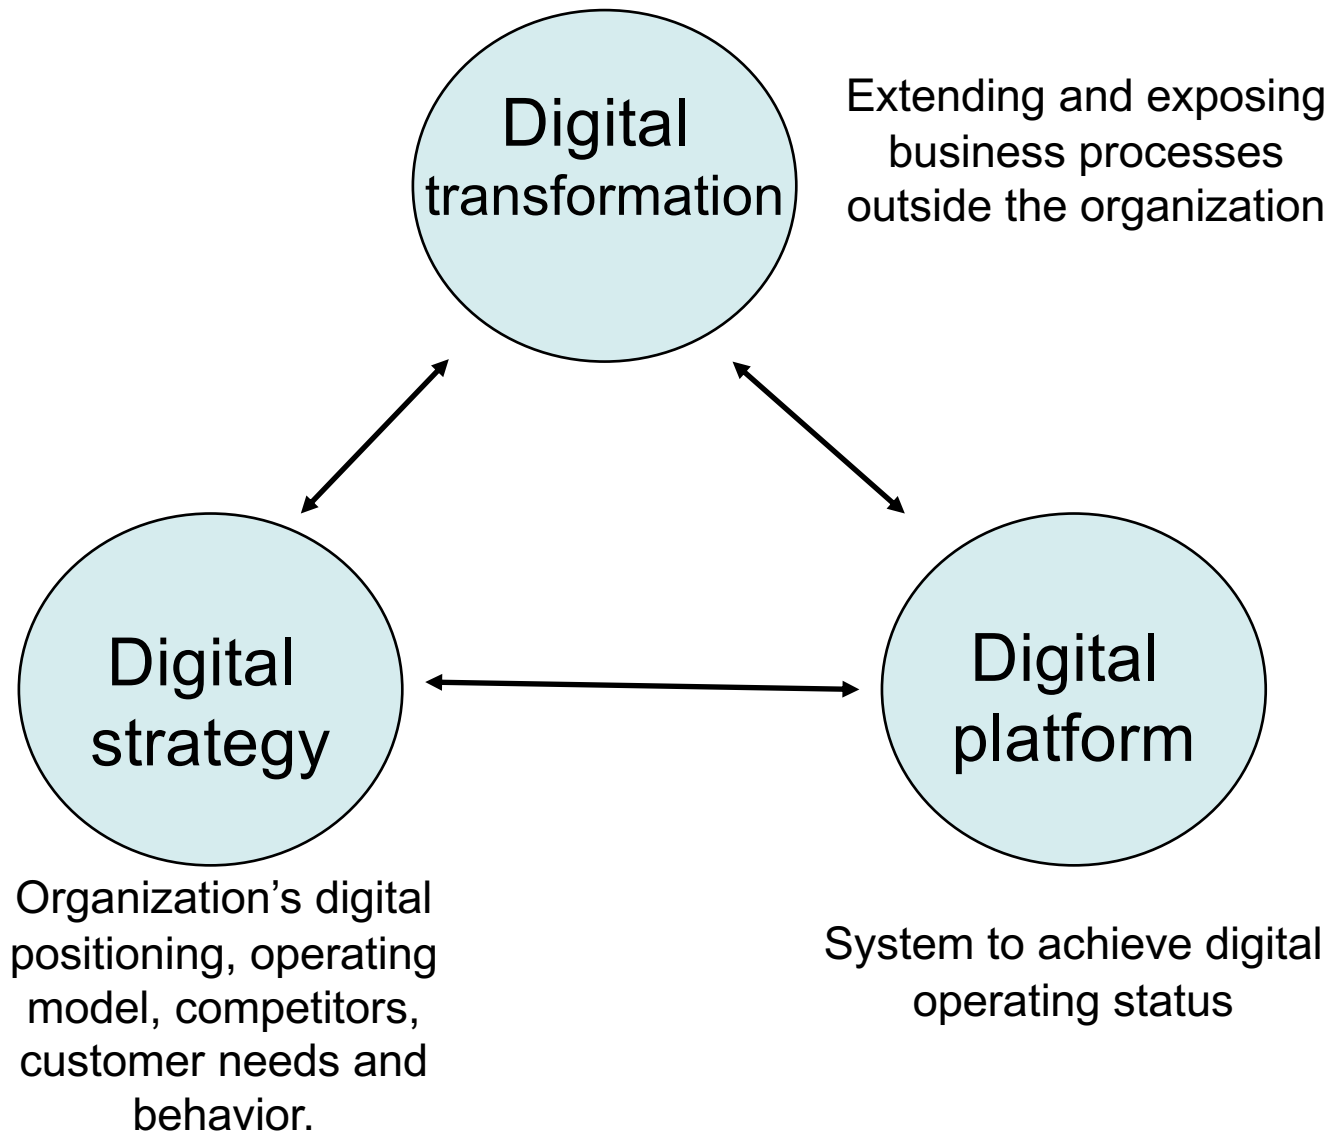 Digital
transformation
Extending and exposing
business processes
outside the organization
Digital
strategy
Digital
platform
Organization’s digital
positioning, operating
model, competitors,
customer needs and
behavior.
System to achieve digital
operating status